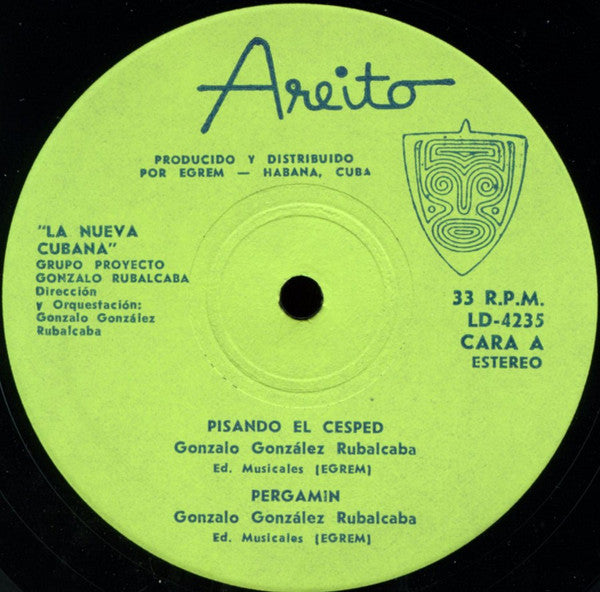 Areito
PRODUCIDO Y DISTRIBUIDO
POR EGREM — HABANA, CUBA
"LA NUEVA
CUBANA"
GRUPO PROYECTO
GONZALO RUBALCABA
Dirección
y Orquestación:
Gonzalo González
Rubalcaba
33 R.P.M.
LD-4235
CARA A
ESTEREO
PISANDO EL CESPED
Gonzalo González Rubalcaba
Ed. Musicales (EGREM)
PERGAMiN
Gonzalo González Rubalcaba
Ed. Musicales (EGREM)